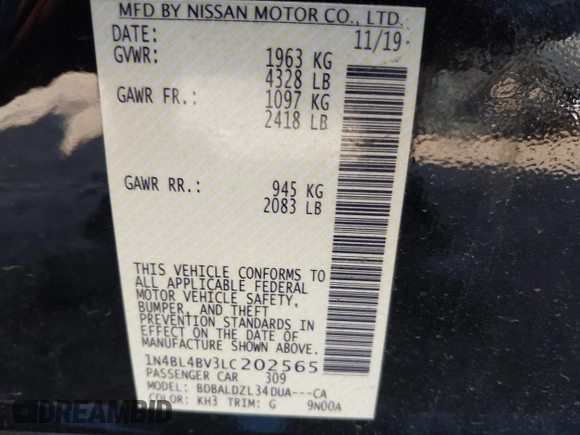 MFD BY NISSAN MOTOR CO., LTD.
DATE: 11/19
GVWR: 1963 KG
4328 LB
GAWR FR.: 1097 KG
2418 LB
GAWR RR.: 945 KG
2083 LB
THIS VEHICLE CONFORMS TO
ALL APPLICABLE FEDERAL
MOTOR VEHICLE SAFETY,
BUMPER, AND THEFT
PREVENTION STANDARDS IN
EFFECT ON THE DATE OF
MANUFACTURE SHOWN ABOVE.
1N4BL4BV3LC202565
PASSENGER CAR 309
MODEL: BDBALDZL34DUA---CA
COLOR: KH3 TRIM: G 9N00A
EPICVIN.COM